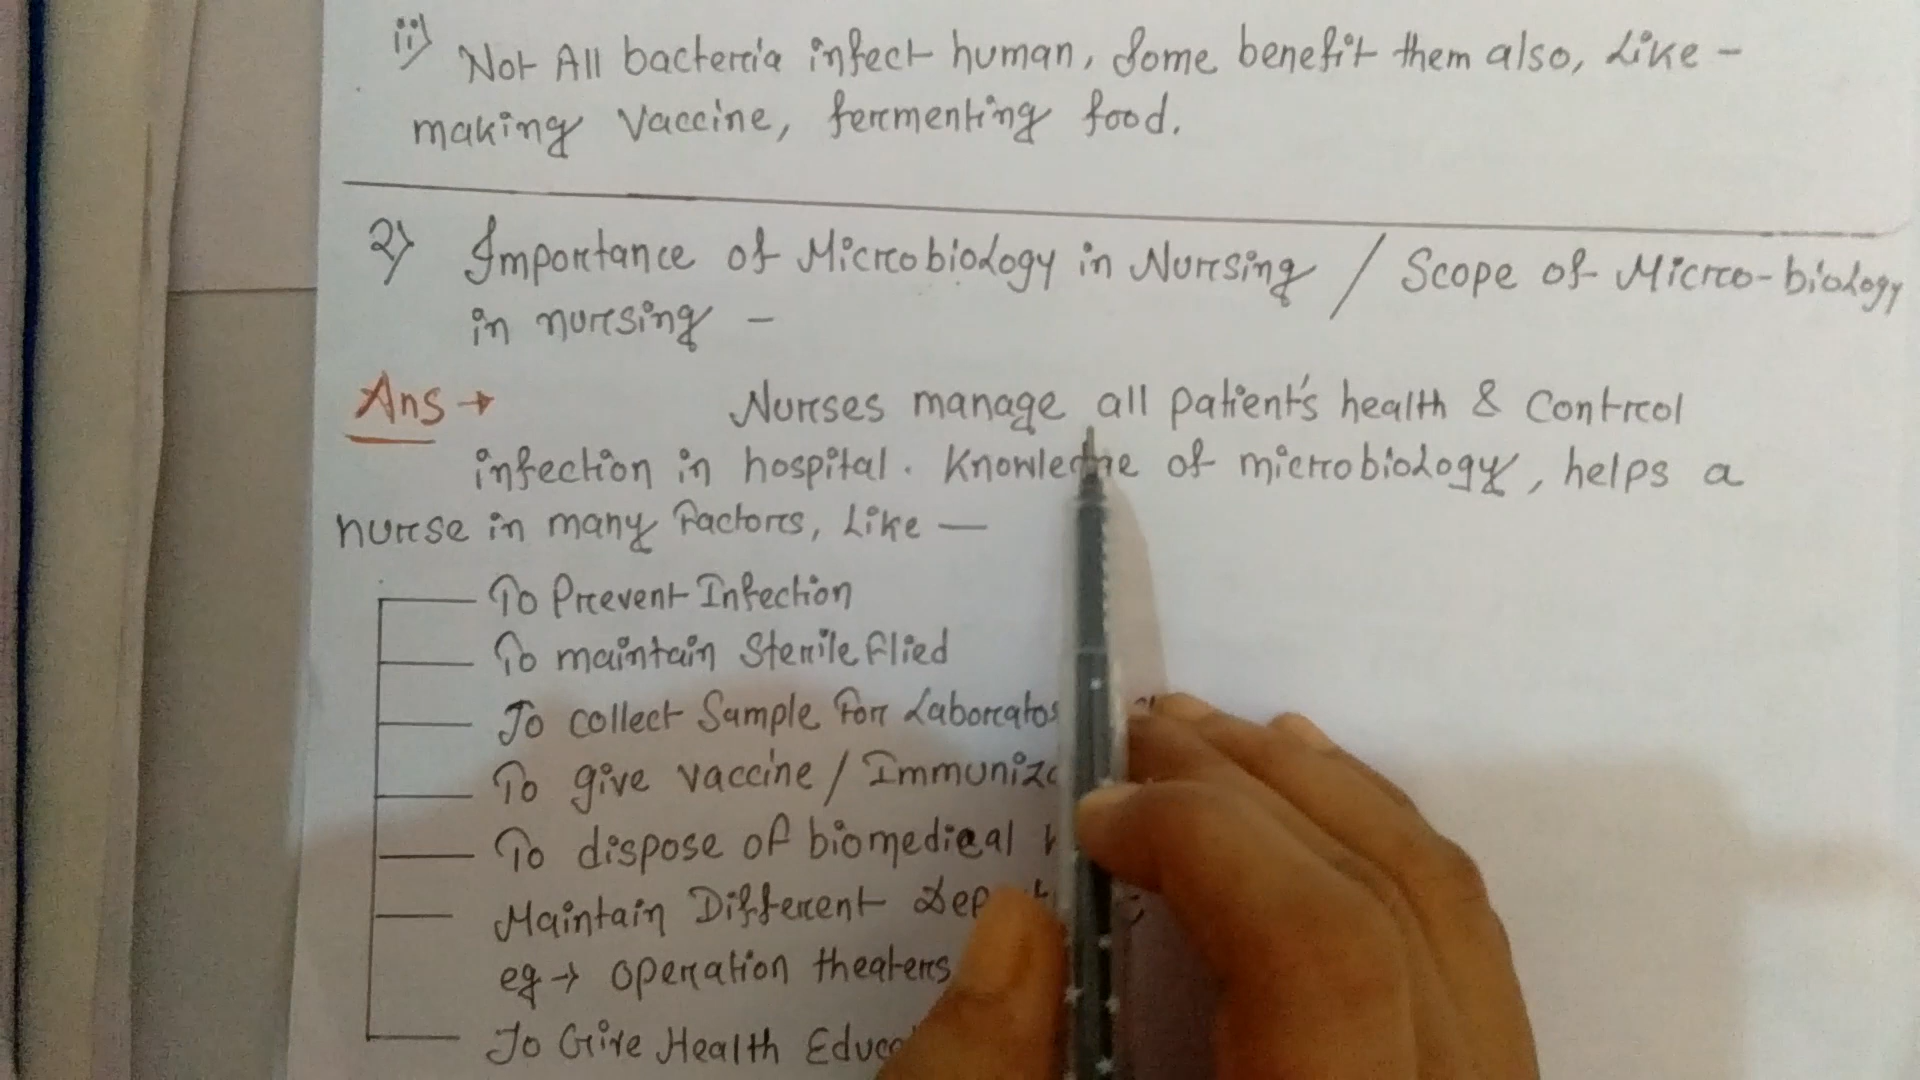 ii)
Not All bacteria infect human, Some benefit them also, Like -
making Vaccine, fermenting food.
2) Importance of Microbiology in Nursing / Scope of Micro-biology
in nursing -
Ans → Nurses manage all patient's health & Control
infection in hospital. Knowledge of microbiology, helps a
nurse in many Factors, Like —
To Prevent Infection
To maintain Sterile flied
To collect Sample For
To give vaccine /
To dispose of biomedical
Maintain Different
eg → operation theaters
To Give Health